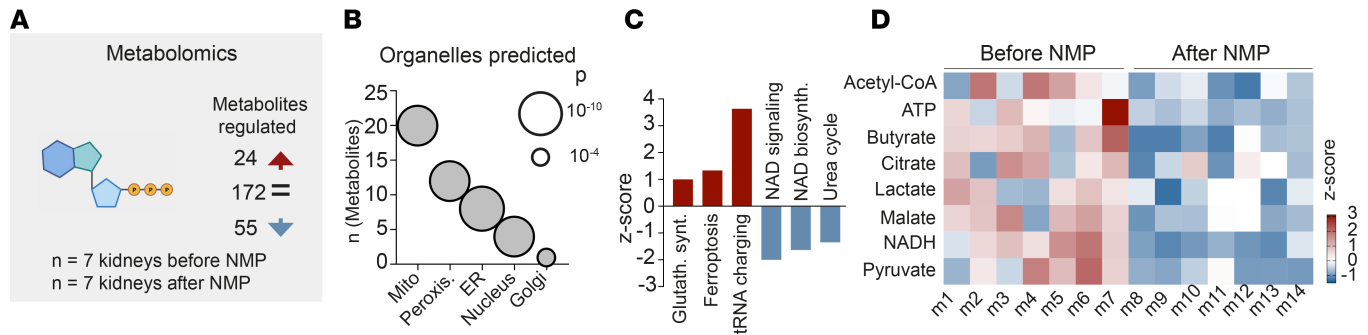 A
Metabolomics
Metabolites
regulated
24
172 =
55
P P P
n = 7 kidneys before NMP
n = 7 kidneys after NMP
B
Organelles predicted
p
10-10
10-4
n (Metabolites)
25
20
15
10
5
0
Mito
Peroxis.
ER
Nucleus
Golgi
C
z-score
4
3
2
1
0
-1
-2
-3
Glutath. synt.
Ferroptosis
tRNA charging
NAD signaling
NAD biosynth.
Urea cycle
D
Before NMP After NMP
Acetyl-CoA
ATP
Butyrate
Citrate
Lactate
Malate
NADH
Pyruvate
m1 m2 m3 m4 m5 m6 m7 m8 m9 m10 m11 m12 m13 m14
z-score
3
2
1
0
-1